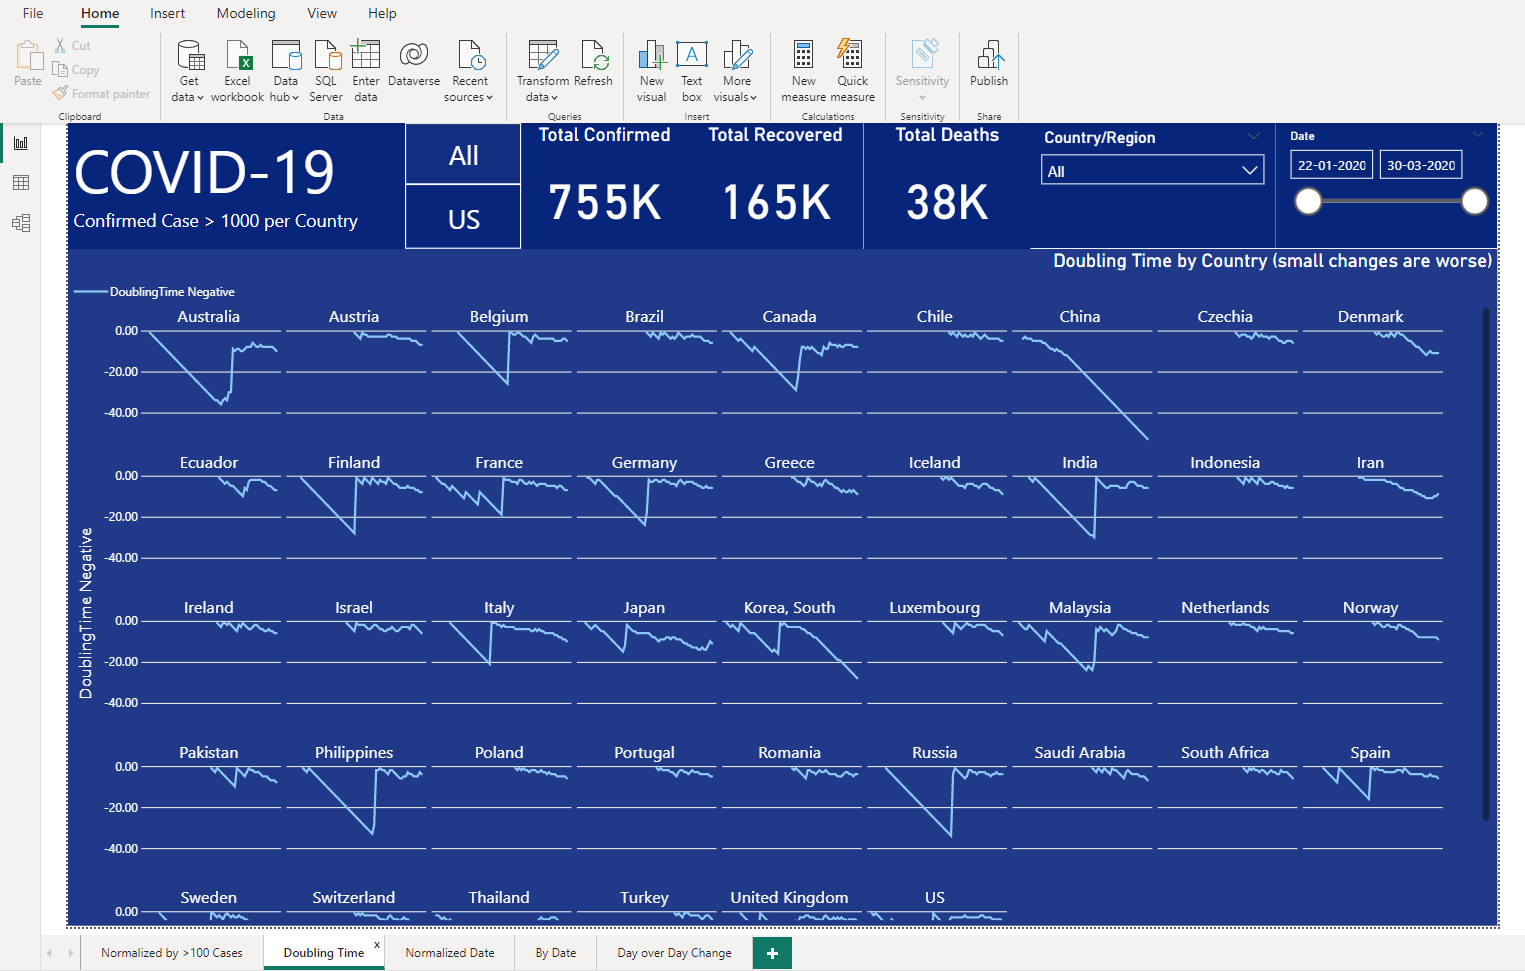 File Home Insert Modeling View Help
Paste
Cut
Copy
Format painter
Get data
Excel workbook
Data hub
SQL Server
Enter data
Dataverse
Recent sources
Transform data
Refresh
New visual
Text box
More visuals
New measure
Quick measure
Sensitivity
Publish
Clipboard Data Queries Insert Calculations Sensitivity Share
COVID-19
Confirmed Case > 1000 per Country
All
US
Total Confirmed
755K
Total Recovered
165K
Total Deaths
38K
Country/Region
All
Date
22-01-2020 30-03-2020
Doubling Time by Country (small changes are worse)
DoublingTime Negative
DoublingTime Negative
Australia Austria Belgium Brazil Canada Chile China Czechia Denmark
0.00
-20.00
-40.00
Ecuador Finland France Germany Greece Iceland India Indonesia Iran
0.00
-20.00
-40.00
Ireland Israel Italy Japan Korea, South Luxembourg Malaysia Netherlands Norway
0.00
-20.00
-40.00
Pakistan Philippines Poland Portugal Romania Russia Saudi Arabia South Africa Spain
0.00
-20.00
-40.00
Sweden Switzerland Thailand Turkey United Kingdom US
0.00
Normalized by >100 Cases Doubling Time x Normalized Date By Date Day over Day Change +